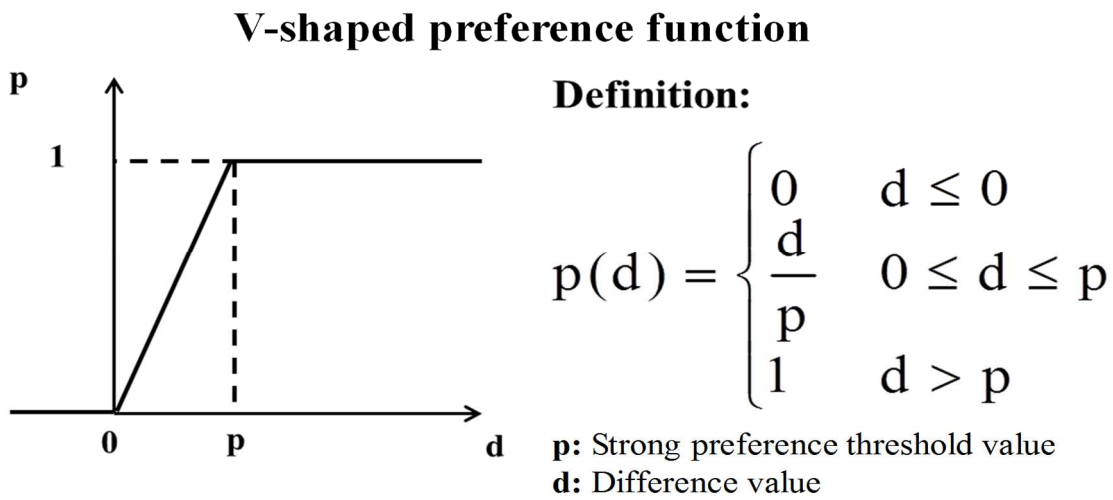 V-shaped preference function
p
1
0
p
d
Definition:
p(d) = { 0 d ≤ 0
d/p 0 ≤ d ≤ p
1 d > p
p: Strong preference threshold value
d: Difference value